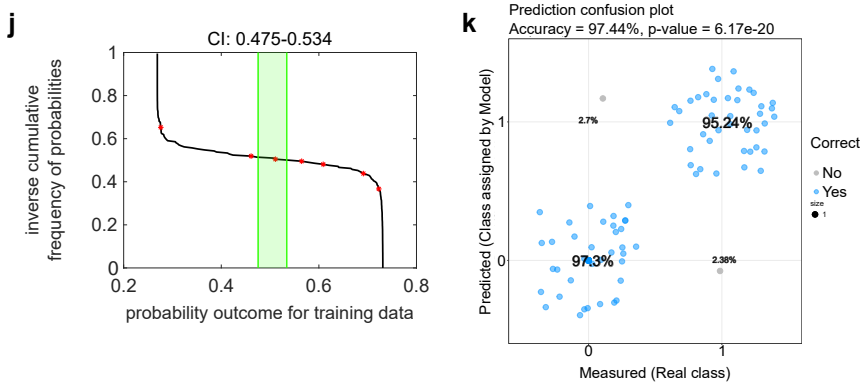 j
CI: 0.475-0.534
inverse cumulative
frequency of probabilities
1
0.8
0.6
0.4
0.2
0
0.2
0.4
0.6
0.8
probability outcome for training data
k
Prediction confusion plot
Accuracy = 97.44%, p-value = 6.17e-20
Predicted (Class assigned by Model)
1
0
2.7%
95.24%
97.3%
2.38%
0
1
Measured (Real class)
Correct
No
Yes
size
1